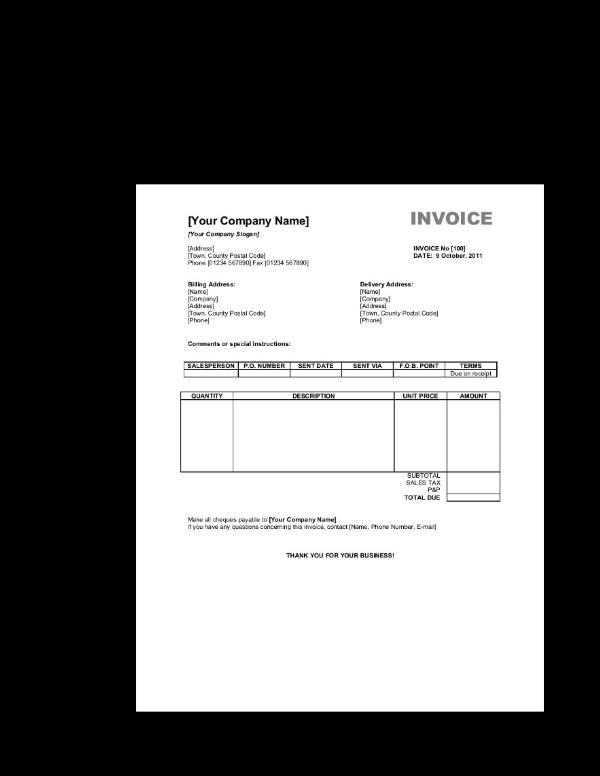 [Your Company Name]
INVOICE
[Your Company Slogan]
[Address]
[Town, County Postal Code]
Phone [01234 567890] Fax [01234 567890]
INVOICE No [100]
DATE: 9 October, 2011
Billing Address:
[Name]
[Company]
[Address]
[Town, County Postal Code]
[Phone]
Delivery Address:
[Name]
[Company]
[Address]
[Town, County Postal Code]
[Phone]
Comments or special instructions:
SALESPERSON P.O. NUMBER SENT DATE SENT VIA F.O.B. POINT TERMS
Due on receipt
QUANTITY DESCRIPTION UNIT PRICE AMOUNT
SUBTOTAL
SALES TAX
P&P
TOTAL DUE
Make all cheques payable to [Your Company Name]
If you have any questions concerning this invoice, contact [Name, Phone Number, E-mail]
THANK YOU FOR YOUR BUSINESS!